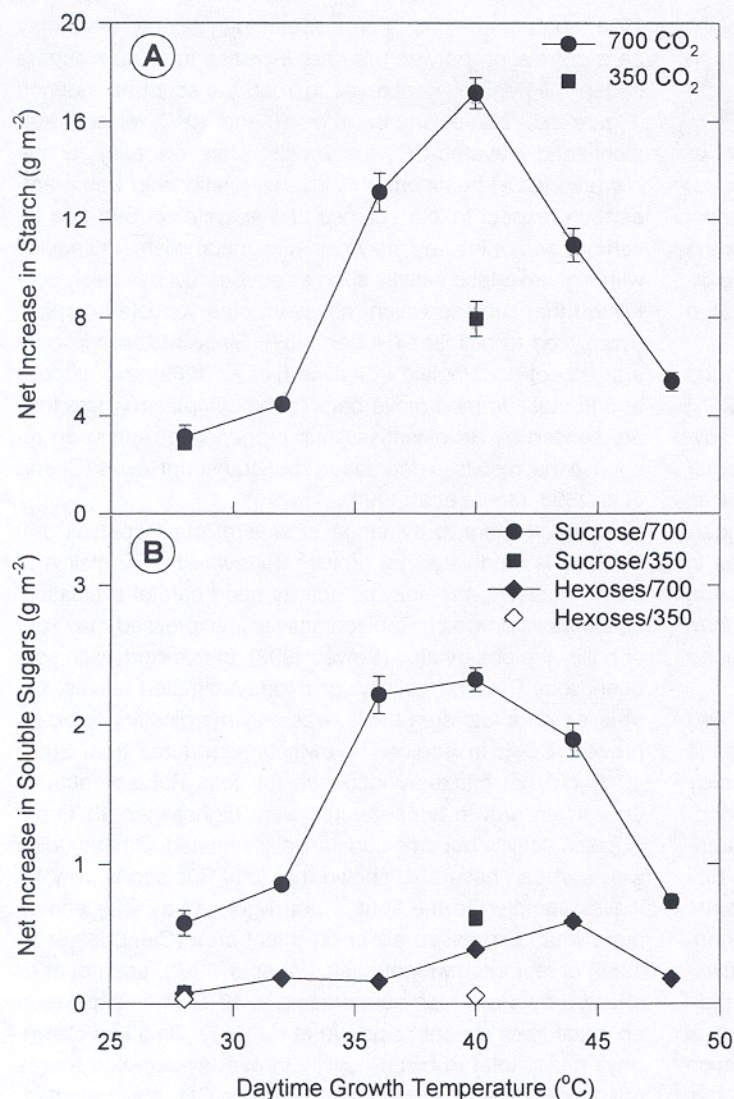 A
700 CO2
350 CO2
20
16
12
8
4
0
Net Increase in Starch (g m-2)
B
Sucrose/700
Sucrose/350
Hexoses/700
Hexoses/350
3
2
1
0
Net Increase in Soluble Sugars (g m-2)
25 30 35 40 45 50
Daytime Growth Temperature (oC)